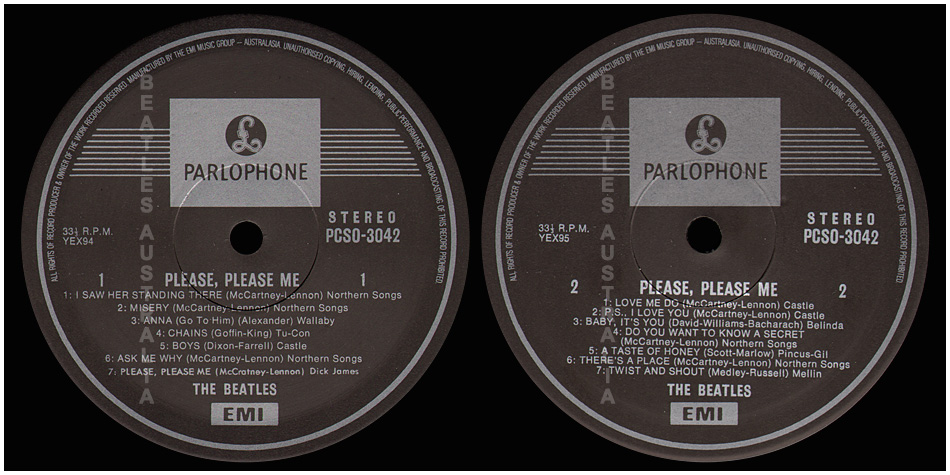 ALL RIGHTS OF RECORD PRODUCER & OWNER OF THE WORK RECORDED RESERVED. MANUFACTURED BY THE EMI MUSIC GROUP – AUSTRALASIA. UNAUTHORISED COPYING, HIRING, LENDING, PUBLIC PERFORMANCE AND BROADCASTING OF THIS RECORD PROHIBITED
£
PARLOPHONE
STEREO
PCSO-3042
33⅓ R.P.M.
YEX94
1 PLEASE, PLEASE ME 1
1: I SAW HER STANDING THERE (McCartney-Lennon) Northern Songs
2: MISERY (McCartney-Lennon) Northern Songs
3: ANNA (Go To Him) (Alexander) Wallaby
4: CHAINS (Goffin-King) Tu-Con
5: BOYS (Dixon-Farrell) Castle
6: ASK ME WHY (McCartney-Lennon) Northern Songs
7: PLEASE, PLEASE ME (McCratney-Lennon) Dick James
THE BEATLES
EMI
BEATLES AUSTRALIA
ALL RIGHTS OF RECORD PRODUCER & OWNER OF THE WORK RECORDED RESERVED. MANUFACTURED BY THE EMI MUSIC GROUP – AUSTRALASIA. UNAUTHORISED COPYING, HIRING, LENDING, PUBLIC PERFORMANCE AND BROADCASTING OF THIS RECORD PROHIBITED
£
PARLOPHONE
STEREO
PCSO-3042
33⅓ R.P.M.
YEX95
2 PLEASE, PLEASE ME 2
1: LOVE ME DO (McCartney-Lennon) Castle
2: P.S., I LOVE YOU (McCartney-Lennon) Castle
3: BABY, IT'S YOU (David-Williams-Bacharach) Belinda
4: DO YOU WANT TO KNOW A SECRET
(McCartney-Lennon) Northern Songs
5: A TASTE OF HONEY (Scott-Marlow) Pincus-Gil
6: THERE'S A PLACE (McCartney-Lennon) Northern Songs
7: TWIST AND SHOUT (Medley-Russell) Mellin
THE BEATLES
EMI
BEATLES AUSTRALIA